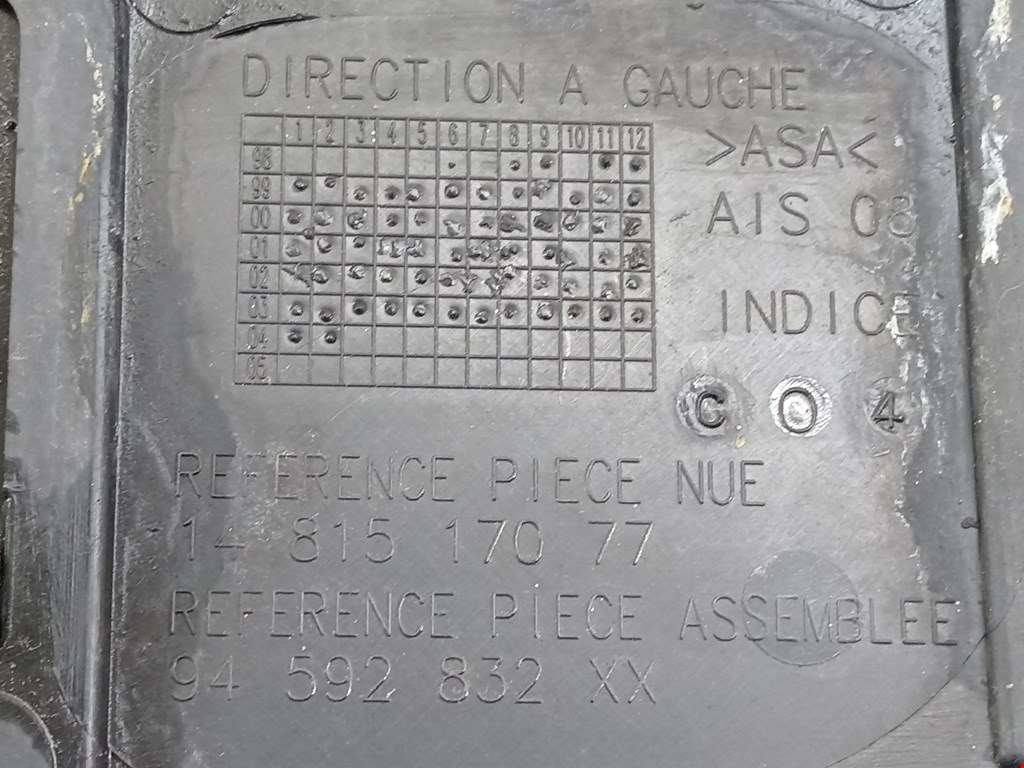 DIRECTION A GAUCHE
1 2 3 4 5 6 7 8 9 10 11 12
98
99
00
01
02
03
04
05
>ASA<
AIS 08
INDICE
C 0 4
REFERENCE PIECE NUE
14 815 170 77
REFERENCE PIECE ASSEMBLEE
94 592 832 XX